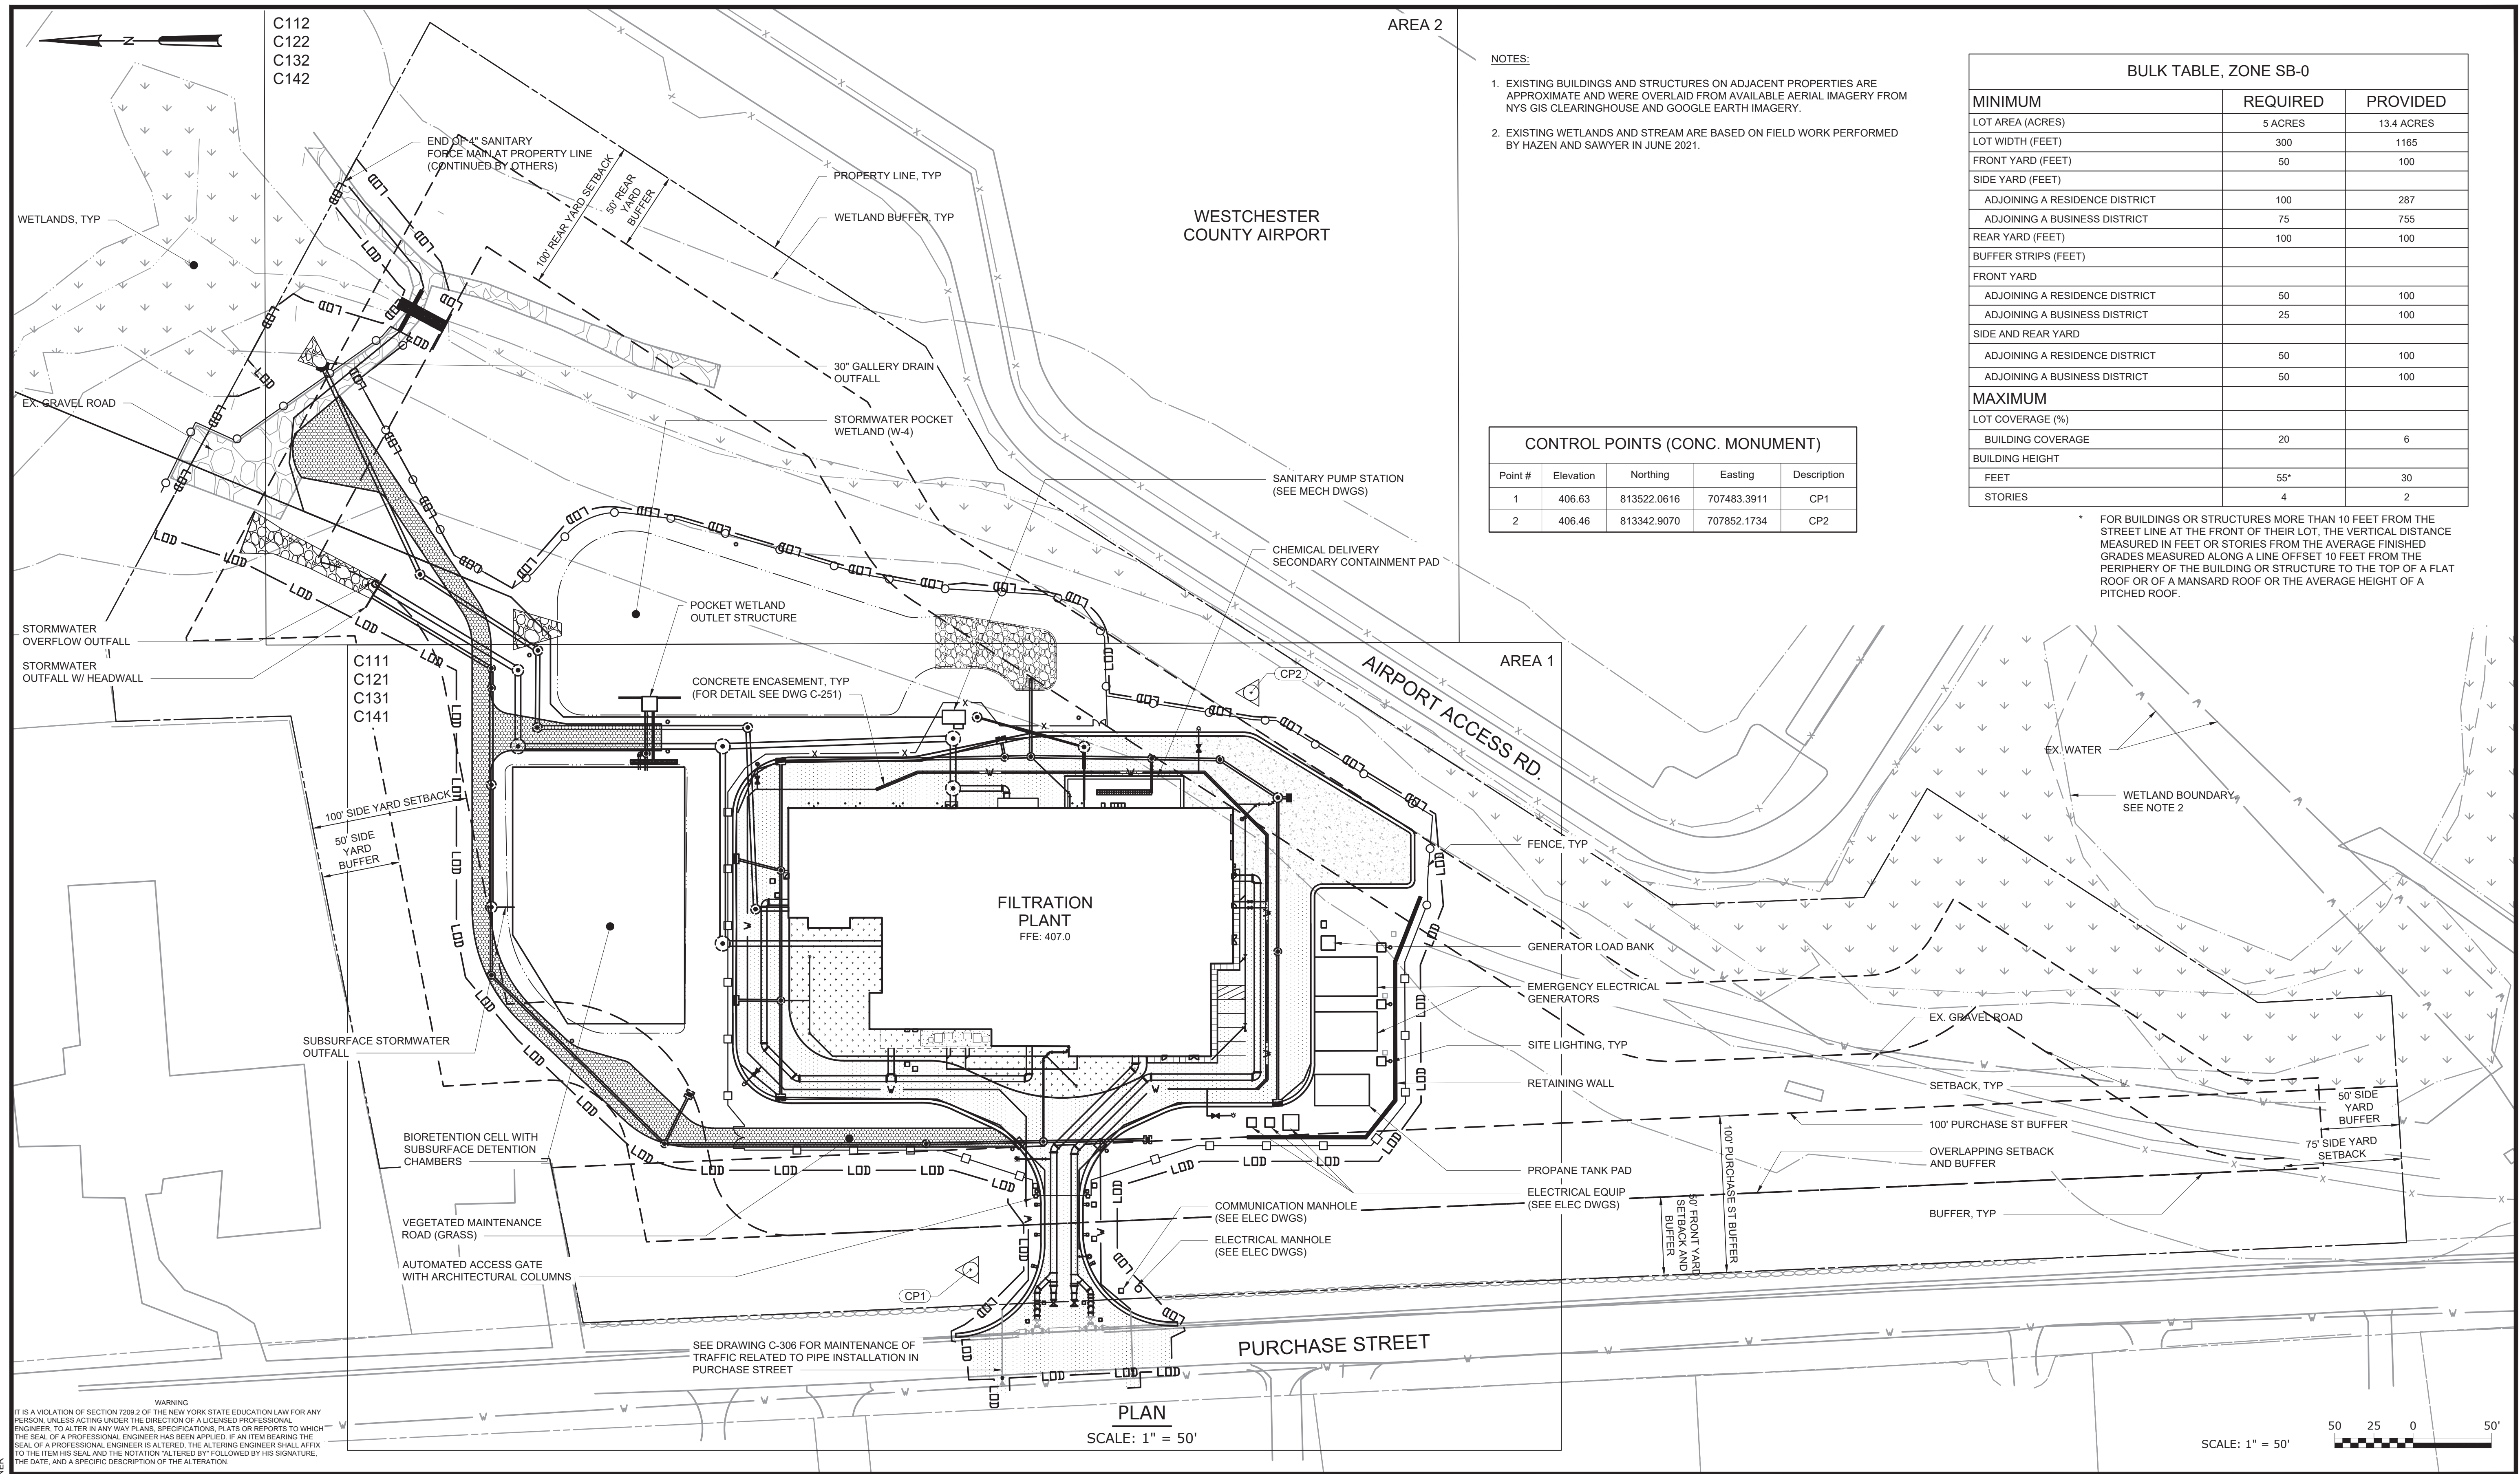 N
C112
C122
C132
C142
AREA 2
END OF 4" SANITARY
FORCE MAIN AT PROPERTY LINE
(CONTINUED BY OTHERS)
100' REAR YARD SETBACK
50' REAR
YARD
BUFFER
PROPERTY LINE, TYP
WETLAND BUFFER, TYP
WESTCHESTER
COUNTY AIRPORT
WETLANDS, TYP
30" GALLERY DRAIN
OUTFALL
EX. GRAVEL ROAD
STORMWATER POCKET
WETLAND (W-4)
SANITARY PUMP STATION
(SEE MECH DWGS)
CHEMICAL DELIVERY
SECONDARY CONTAINMENT PAD
POCKET WETLAND
OUTLET STRUCTURE
STORMWATER
OVERFLOW OUTFALL
STORMWATER
OUTFALL W/ HEADWALL
C111
C121
C131
C141
CONCRETE ENCASEMENT, TYP
(FOR DETAIL SEE DWG C-251)
AREA 1
CP2
AIRPORT ACCESS RD.
NOTES:
1. EXISTING BUILDINGS AND STRUCTURES ON ADJACENT PROPERTIES ARE
APPROXIMATE AND WERE OVERLAID FROM AVAILABLE AERIAL IMAGERY FROM
NYS GIS CLEARINGHOUSE AND GOOGLE EARTH IMAGERY.
2. EXISTING WETLANDS AND STREAM ARE BASED ON FIELD WORK PERFORMED
BY HAZEN AND SAWYER IN JUNE 2021.
CONTROL POINTS (CONC. MONUMENT)
Point # Elevation Northing Easting Description
1 406.63 813522.0616 707483.3911 CP1
2 406.46 813342.9070 707852.1734 CP2
BULK TABLE, ZONE SB-0
MINIMUM REQUIRED PROVIDED
LOT AREA (ACRES) 5 ACRES 13.4 ACRES
LOT WIDTH (FEET) 300 1165
FRONT YARD (FEET) 50 100
SIDE YARD (FEET)
ADJOINING A RESIDENCE DISTRICT 100 287
ADJOINING A BUSINESS DISTRICT 75 755
REAR YARD (FEET) 100 100
BUFFER STRIPS (FEET)
FRONT YARD
ADJOINING A RESIDENCE DISTRICT 50 100
ADJOINING A BUSINESS DISTRICT 25 100
SIDE AND REAR YARD
ADJOINING A RESIDENCE DISTRICT 50 100
ADJOINING A BUSINESS DISTRICT 50 100
MAXIMUM
LOT COVERAGE (%)
BUILDING COVERAGE 20 6
BUILDING HEIGHT
FEET 55* 30
STORIES 4 2
* FOR BUILDINGS OR STRUCTURES MORE THAN 10 FEET FROM THE
STREET LINE AT THE FRONT OF THEIR LOT, THE VERTICAL DISTANCE
MEASURED IN FEET OR STORIES FROM THE AVERAGE FINISHED
GRADES MEASURED ALONG A LINE OFFSET 10 FEET FROM THE
PERIPHERY OF THE BUILDING OR STRUCTURE TO THE TOP OF A FLAT
ROOF OR OF A MANSARD ROOF OR THE AVERAGE HEIGHT OF A
PITCHED ROOF.
EX. WATER
WETLAND BOUNDARY,
SEE NOTE 2
100' SIDE YARD SETBACK
50' SIDE
YARD
BUFFER
FENCE, TYP
FILTRATION
PLANT
FFE: 407.0
GENERATOR LOAD BANK
EMERGENCY ELECTRICAL
GENERATORS
EX. GRAVEL ROAD
SUBSURFACE STORMWATER
OUTFALL
SITE LIGHTING, TYP
RETAINING WALL
SETBACK, TYP
50' SIDE
YARD
BUFFER
100' PURCHASE ST BUFFER
75' SIDE YARD
SETBACK
BIORETENTION CELL WITH
SUBSURFACE DETENTION
CHAMBERS
OVERLAPPING SETBACK
AND BUFFER
PROPANE TANK PAD
ELECTRICAL EQUIP
(SEE ELEC DWGS)
100' PURCHASE ST BUFFER
50' FRONT YARD
SETBACK AND
BUFFER
BUFFER, TYP
COMMUNICATION MANHOLE
(SEE ELEC DWGS)
ELECTRICAL MANHOLE
(SEE ELEC DWGS)
VEGETATED MAINTENANCE
ROAD (GRASS)
AUTOMATED ACCESS GATE
WITH ARCHITECTURAL COLUMNS
CP1
SEE DRAWING C-306 FOR MAINTENANCE OF
TRAFFIC RELATED TO PIPE INSTALLATION IN
PURCHASE STREET
PURCHASE STREET
LOD
PLAN
SCALE: 1" = 50'
WARNING
IT IS A VIOLATION OF SECTION 7209.2 OF THE NEW YORK STATE EDUCATION LAW FOR ANY
PERSON, UNLESS ACTING UNDER THE DIRECTION OF A LICENSED PROFESSIONAL
ENGINEER, TO ALTER IN ANY WAY PLANS, SPECIFICATIONS, PLATS OR REPORTS TO WHICH
THE SEAL OF A PROFESSIONAL ENGINEER HAS BEEN APPLIED. IF AN ITEM BEARING THE
SEAL OF A PROFESSIONAL ENGINEER IS ALTERED, THE ALTERING ENGINEER SHALL AFFIX
TO THE ITEM HIS SEAL AND THE NOTATION "ALTERED BY" FOLLOWED BY HIS SIGNATURE,
THE DATE, AND A SPECIFIC DESCRIPTION OF THE ALTERATION.
50 25 0 50'
SCALE: 1" = 50'